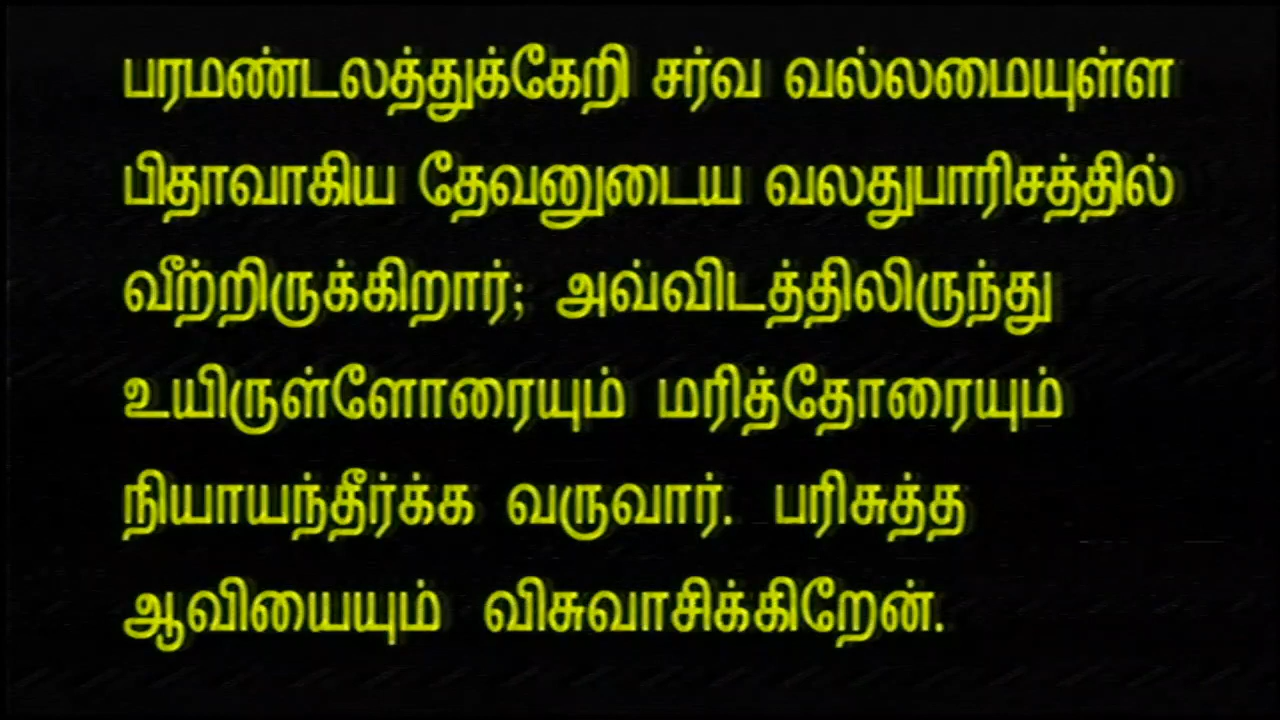 பரமண்டலத்துக்கேறி சர்வ வல்லமையுள்ள
பிதாவாகிய தேவனுடைய வலதுபாரிசத்தில்
வீற்றிருக்கிறார்; அவ்விடத்திலிருந்து
உயிருள்ளோரையும் மரித்தோரையும்
நியாயந்தீர்க்க வருவார். பரிசுத்த
ஆவியையும் விசுவாசிக்கிறேன்.